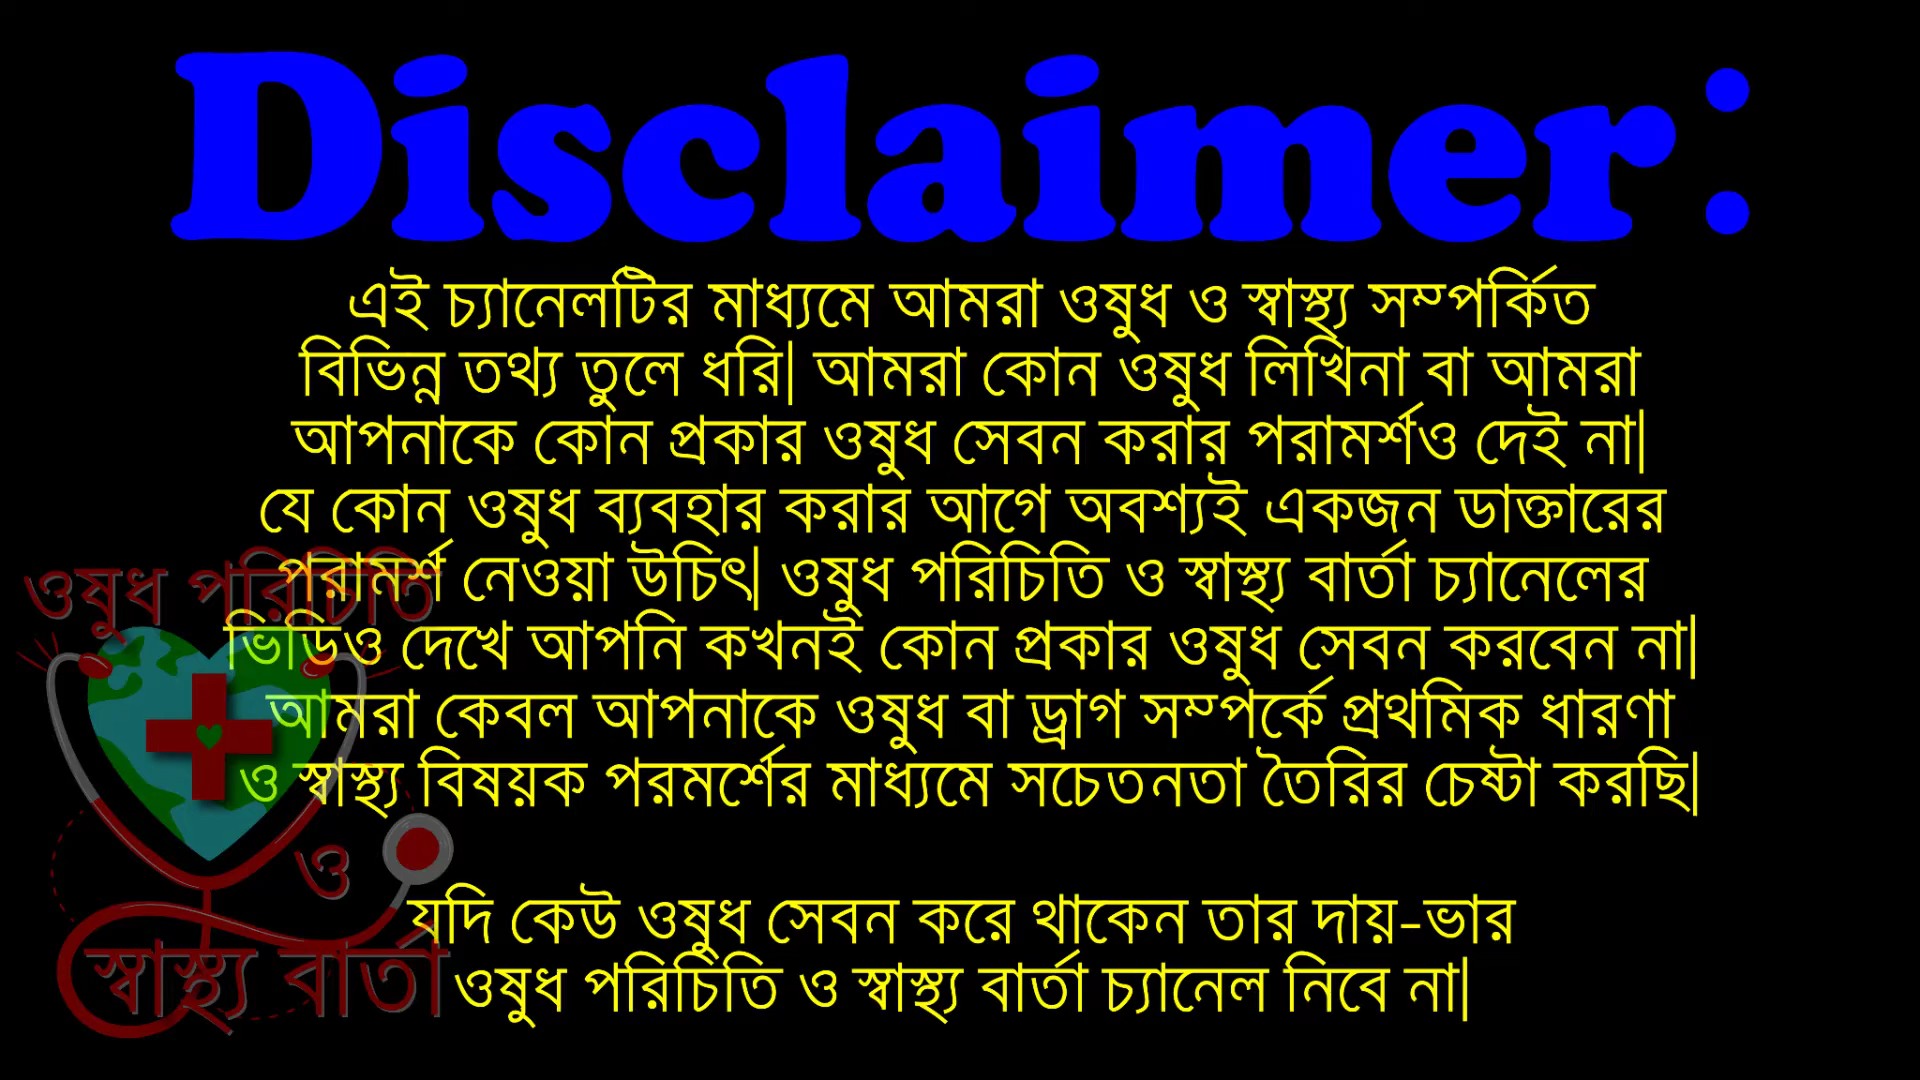 Disclaimer:
এই চ্যানেলটির মাধ্যমে আমরা ওষুধ ও স্বাস্থ্য সম্পর্কিত
বিভিন্ন তথ্য তুলে ধরি| আমরা কোন ওষুধ লিখিনা বা আমরা
আপনাকে কোন প্রকার ওষুধ সেবন করার পরামর্শও দেই না|
যে কোন ওষুধ ব্যবহার করার আগে অবশ্যই একজন ডাক্তারের
পরামর্শ নেওয়া উচিৎ| ওষুধ পরিচিতি ও স্বাস্থ্য বার্তা চ্যানেলের
ভিডিও দেখে আপনি কখনই কোন প্রকার ওষুধ সেবন করবেন না|
আমরা কেবল আপনাকে ওষুধ বা ড্রাগ সম্পর্কে প্রথমিক ধারণা
ও স্বাস্থ্য বিষয়ক পরমর্শের মাধ্যমে সচেতনতা তৈরির চেষ্টা করছি|
যদি কেউ ওষুধ সেবন করে থাকেন তার দায়-ভার
ওষুধ পরিচিতি ও স্বাস্থ্য বার্তা চ্যানেল নিবে না|
ওষুধ পরিচিতি
ও
স্বাস্থ্য বার্তা